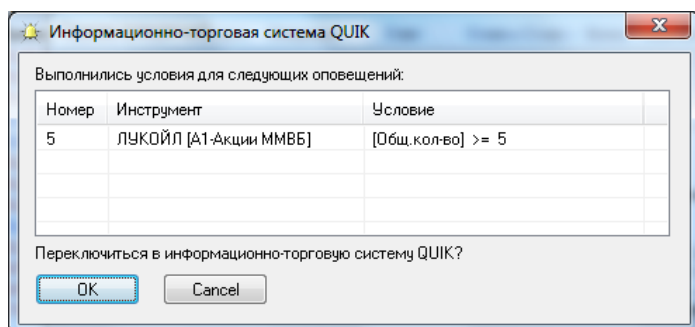 Информационно-торговая система QUIK
Выполнились условия для следующих оповещений:
Номер Инструмент Условие
5 ЛУКОЙЛ [А1-Акции ММВБ] [Общ.кол-во] >= 5
Переключиться в информационно-торговую систему QUIK?
OK Cancel